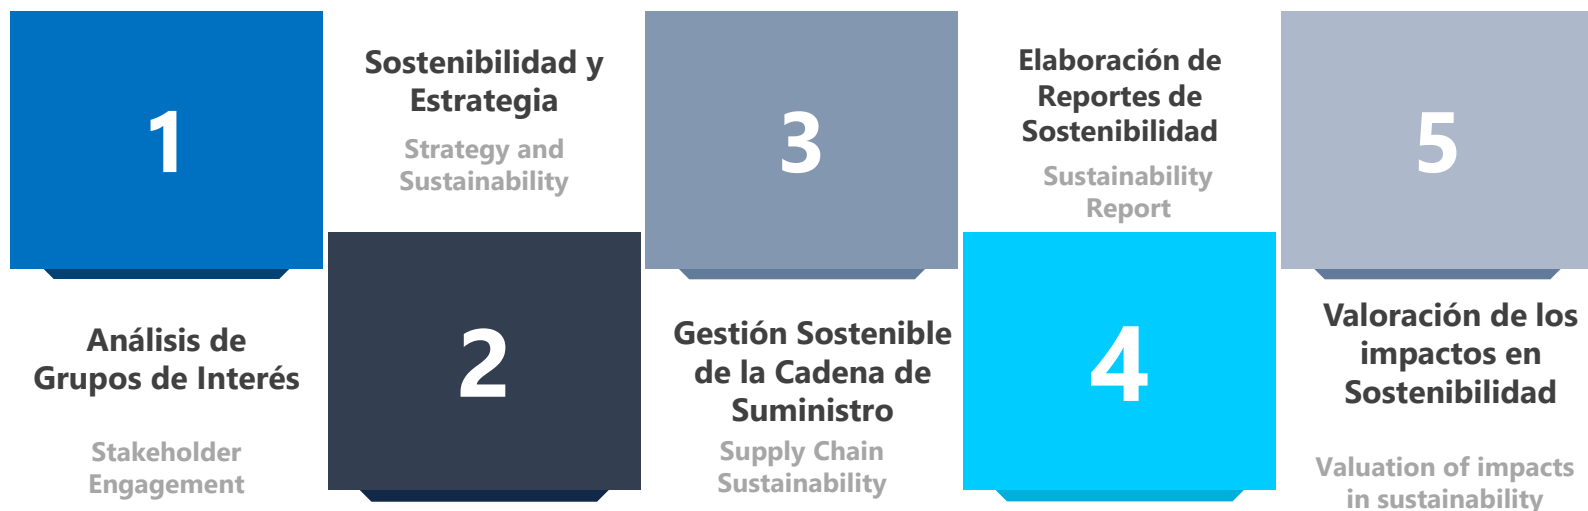 1
Análisis de
Grupos de Interés
Stakeholder
Engagement
Sostenibilidad y
Estrategia
Strategy and
Sustainability
2
3
Gestión Sostenible
de la Cadena de
Suministro
Supply Chain
Sustainability
Elaboración de
Reportes de
Sostenibilidad
Sustainability
Report
4
5
Valoración de los
impactos en
Sostenibilidad
Valuation of impacts
in sustainability